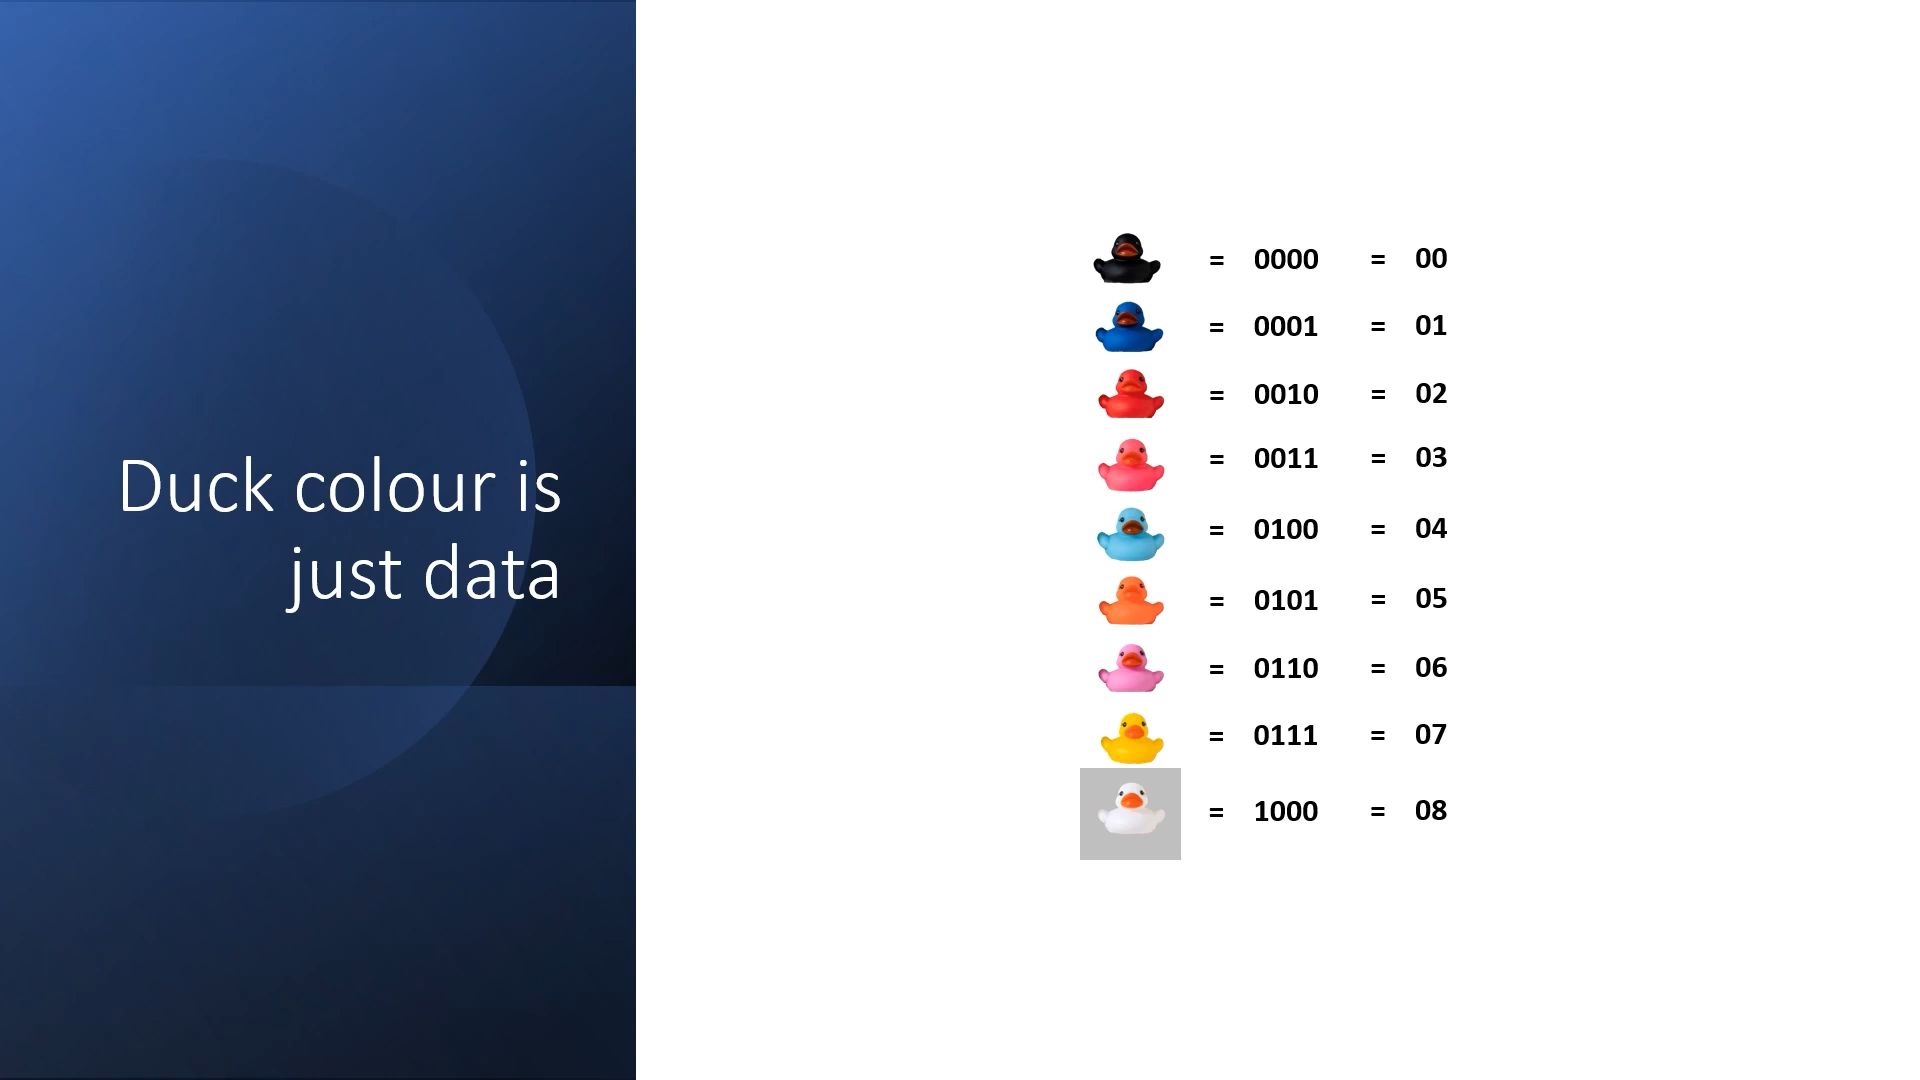 Duck colour is
just data
= 0000 = 00
= 0001 = 01
= 0010 = 02
= 0011 = 03
= 0100 = 04
= 0101 = 05
= 0110 = 06
= 0111 = 07
= 1000 = 08